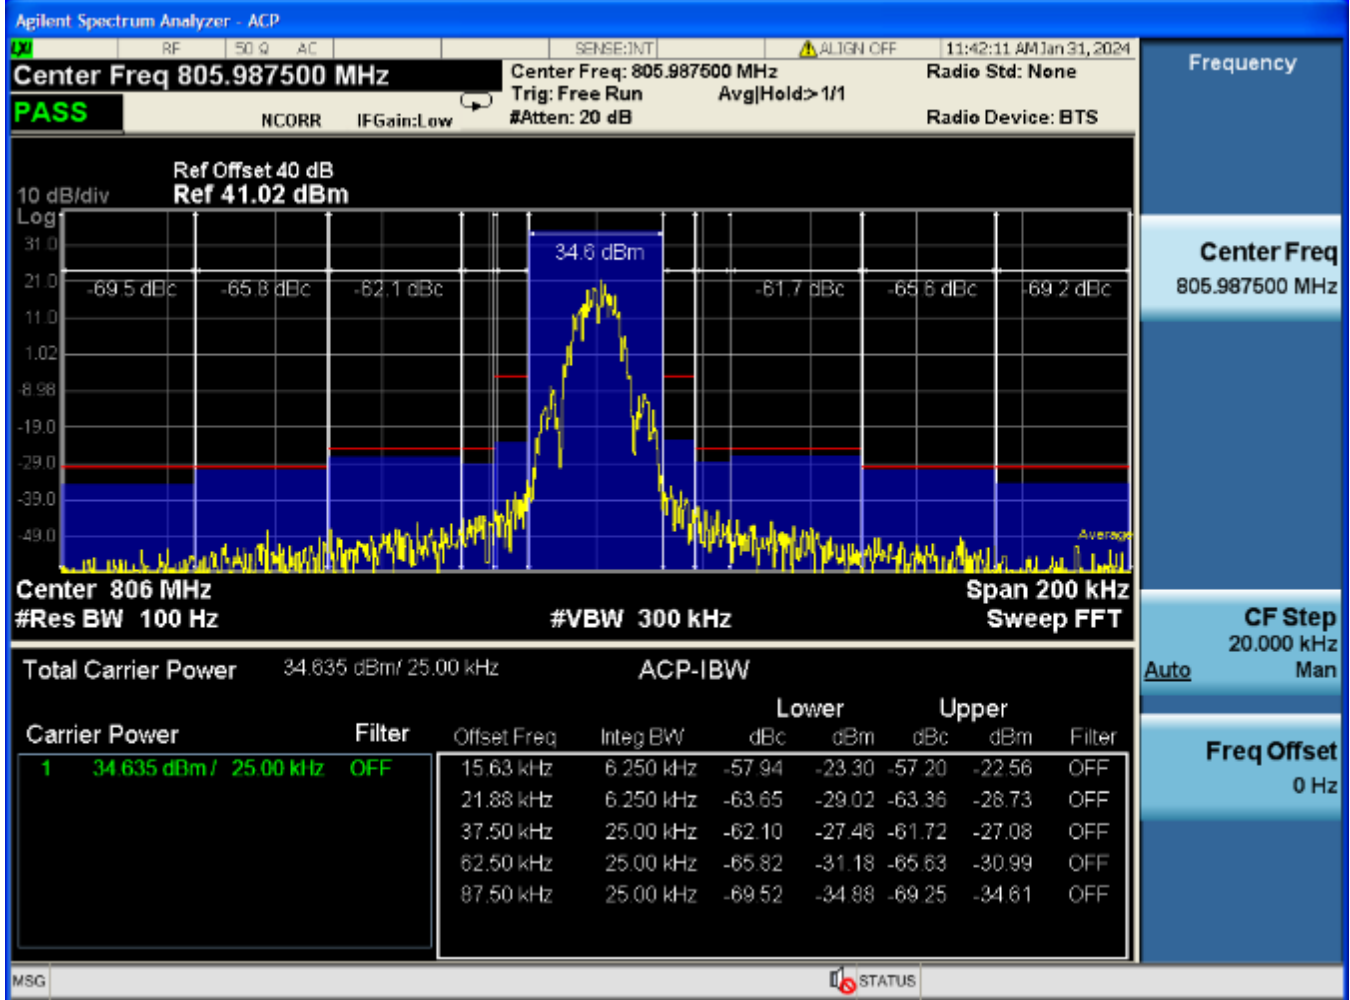 Agilent Spectrum Analyzer - ACP
LXI RF 50 Ω AC SENSE:INT ALIGN OFF 11:42:11 AM Jan 31, 2024
Center Freq 805.987500 MHz
Center Freq: 805.987500 MHz
Radio Std: None
Trig: Free Run
Avg|Hold:> 1/1
PASS
NCORR
IFGain:Low
#Atten: 20 dB
Radio Device: BTS
Ref Offset 40 dB
10 dB/div
Ref 41.02 dBm
Log
31.0
34.6 dBm
21.0
-69.5 dBc
-65.8 dBc
-62.1 dBc
-61.7 dBc
-65.6 dBc
-69.2 dBc
11.0
1.02
-8.98
-19.0
-29.0
-39.0
-49.0
Average
Center 806 MHz
Span 200 kHz
#Res BW 100 Hz
#VBW 300 kHz
Sweep FFT
Total Carrier Power 34.635 dBm/ 25.00 kHz
ACP-IBW
Lower Upper
Carrier Power Filter
Offset Freq Integ BW dBc dBm dBc dBm Filter
1 34.635 dBm / 25.00 kHz OFF
15.63 kHz 6.250 kHz -57.94 -23.30 -57.20 -22.56 OFF
21.88 kHz 6.250 kHz -63.65 -29.02 -63.36 -28.73 OFF
37.50 kHz 25.00 kHz -62.10 -27.46 -61.72 -27.08 OFF
62.50 kHz 25.00 kHz -65.82 -31.18 -65.63 -30.99 OFF
87.50 kHz 25.00 kHz -69.52 -34.88 -69.25 -34.61 OFF
MSG
STATUS
Frequency
Center Freq
805.987500 MHz
CF Step
20.000 kHz
Auto Man
Freq Offset
0 Hz